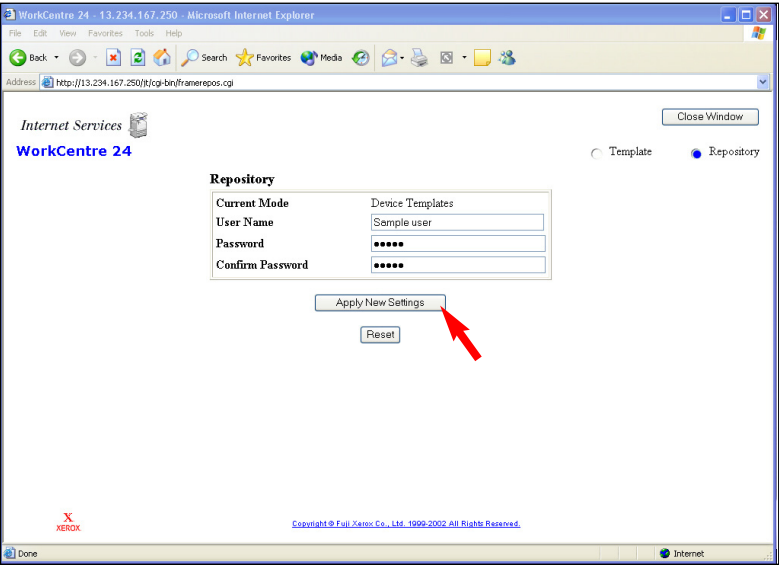 WorkCentre 24 - 13.234.167.250 - Microsoft Internet Explorer
File Edit View Favorites Tools Help
Back Search Favorites Media
Address http://13.234.167.250/jt/cgi-bin/framerepos.cgi
Close Window
Internet Services
WorkCentre 24
Template Repository
Repository
Current Mode Device Templates
User Name Sample user
Password •••••
Confirm Password •••••
Apply New Settings
Reset
X
XEROX
Copyright © Fuji Xerox Co., Ltd. 1999-2002 All Rights Reserved.
Done Internet